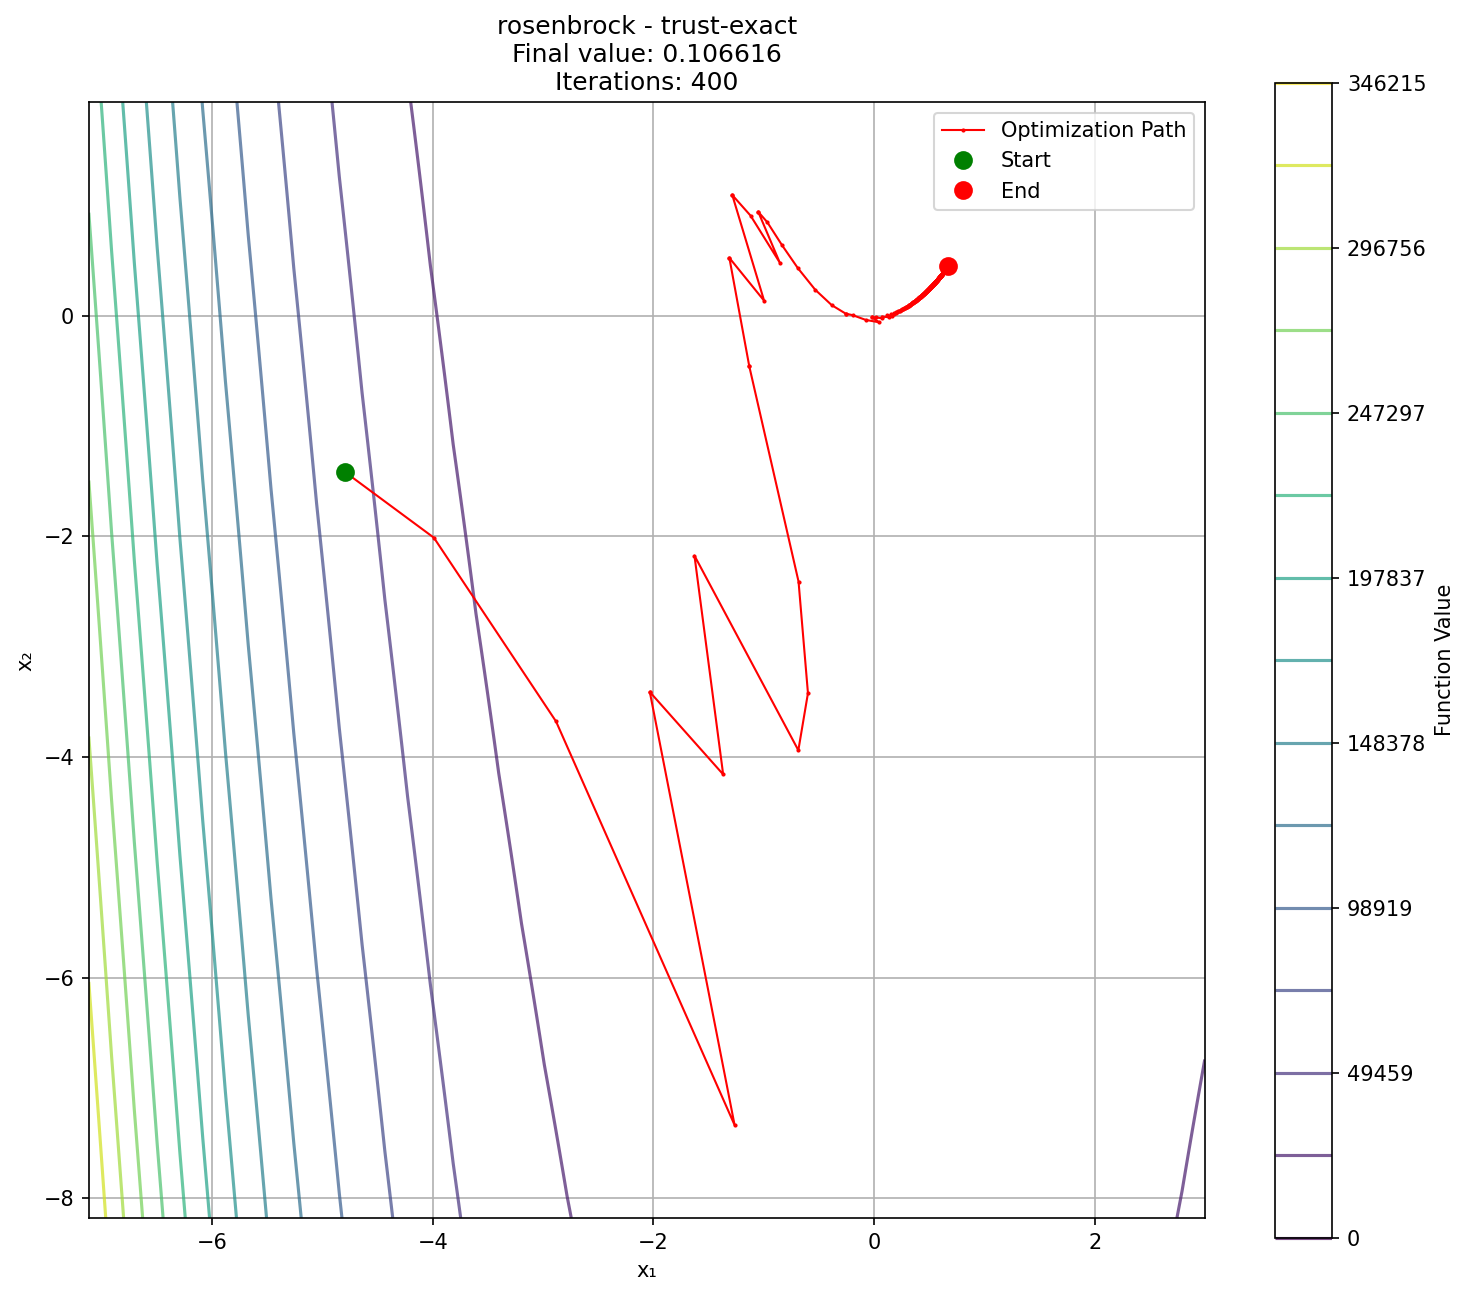 rosenbrock - trust-exact
Final value: 0.106616
Iterations: 400
Optimization Path
Start
End
0
−2
−4
−6
−8
x₂
−6
−4
−2
0
2
x₁
346215
296756
247297
197837
148378
98919
49459
0
Function Value